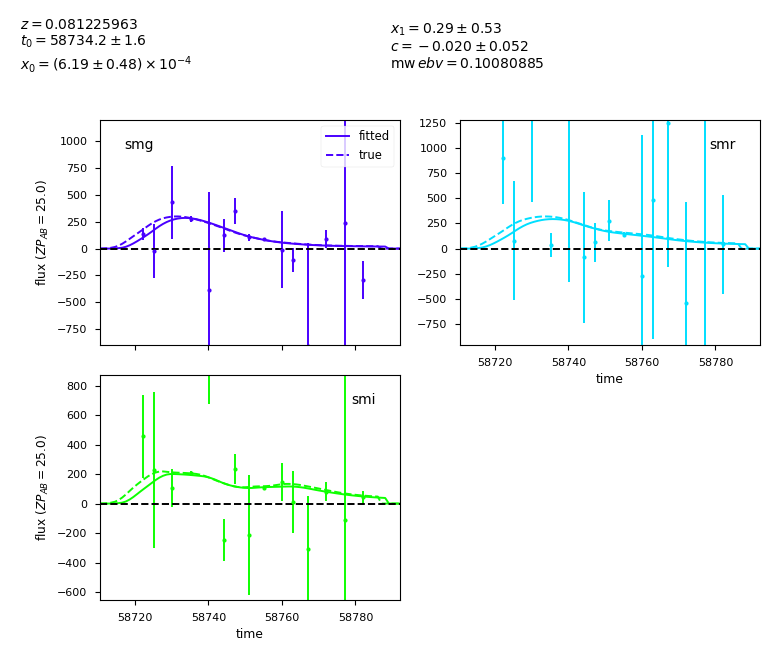 z = 0.081225963
t₀ = 58734.2 ± 1.6
x₀ = (6.19 ± 0.48) × 10⁻⁴
x₁ = 0.29 ± 0.53
c = −0.020 ± 0.052
mw ebv = 0.10080885
smg
fitted
true
1000
750
500
250
0
−250
−500
−750
flux (ZP_AB = 25.0)
smr
1250
1000
750
500
250
0
−250
−500
−750
58720 58740 58760 58780
time
smi
800
600
400
200
0
−200
−400
−600
flux (ZP_AB = 25.0)
58720 58740 58760 58780
time